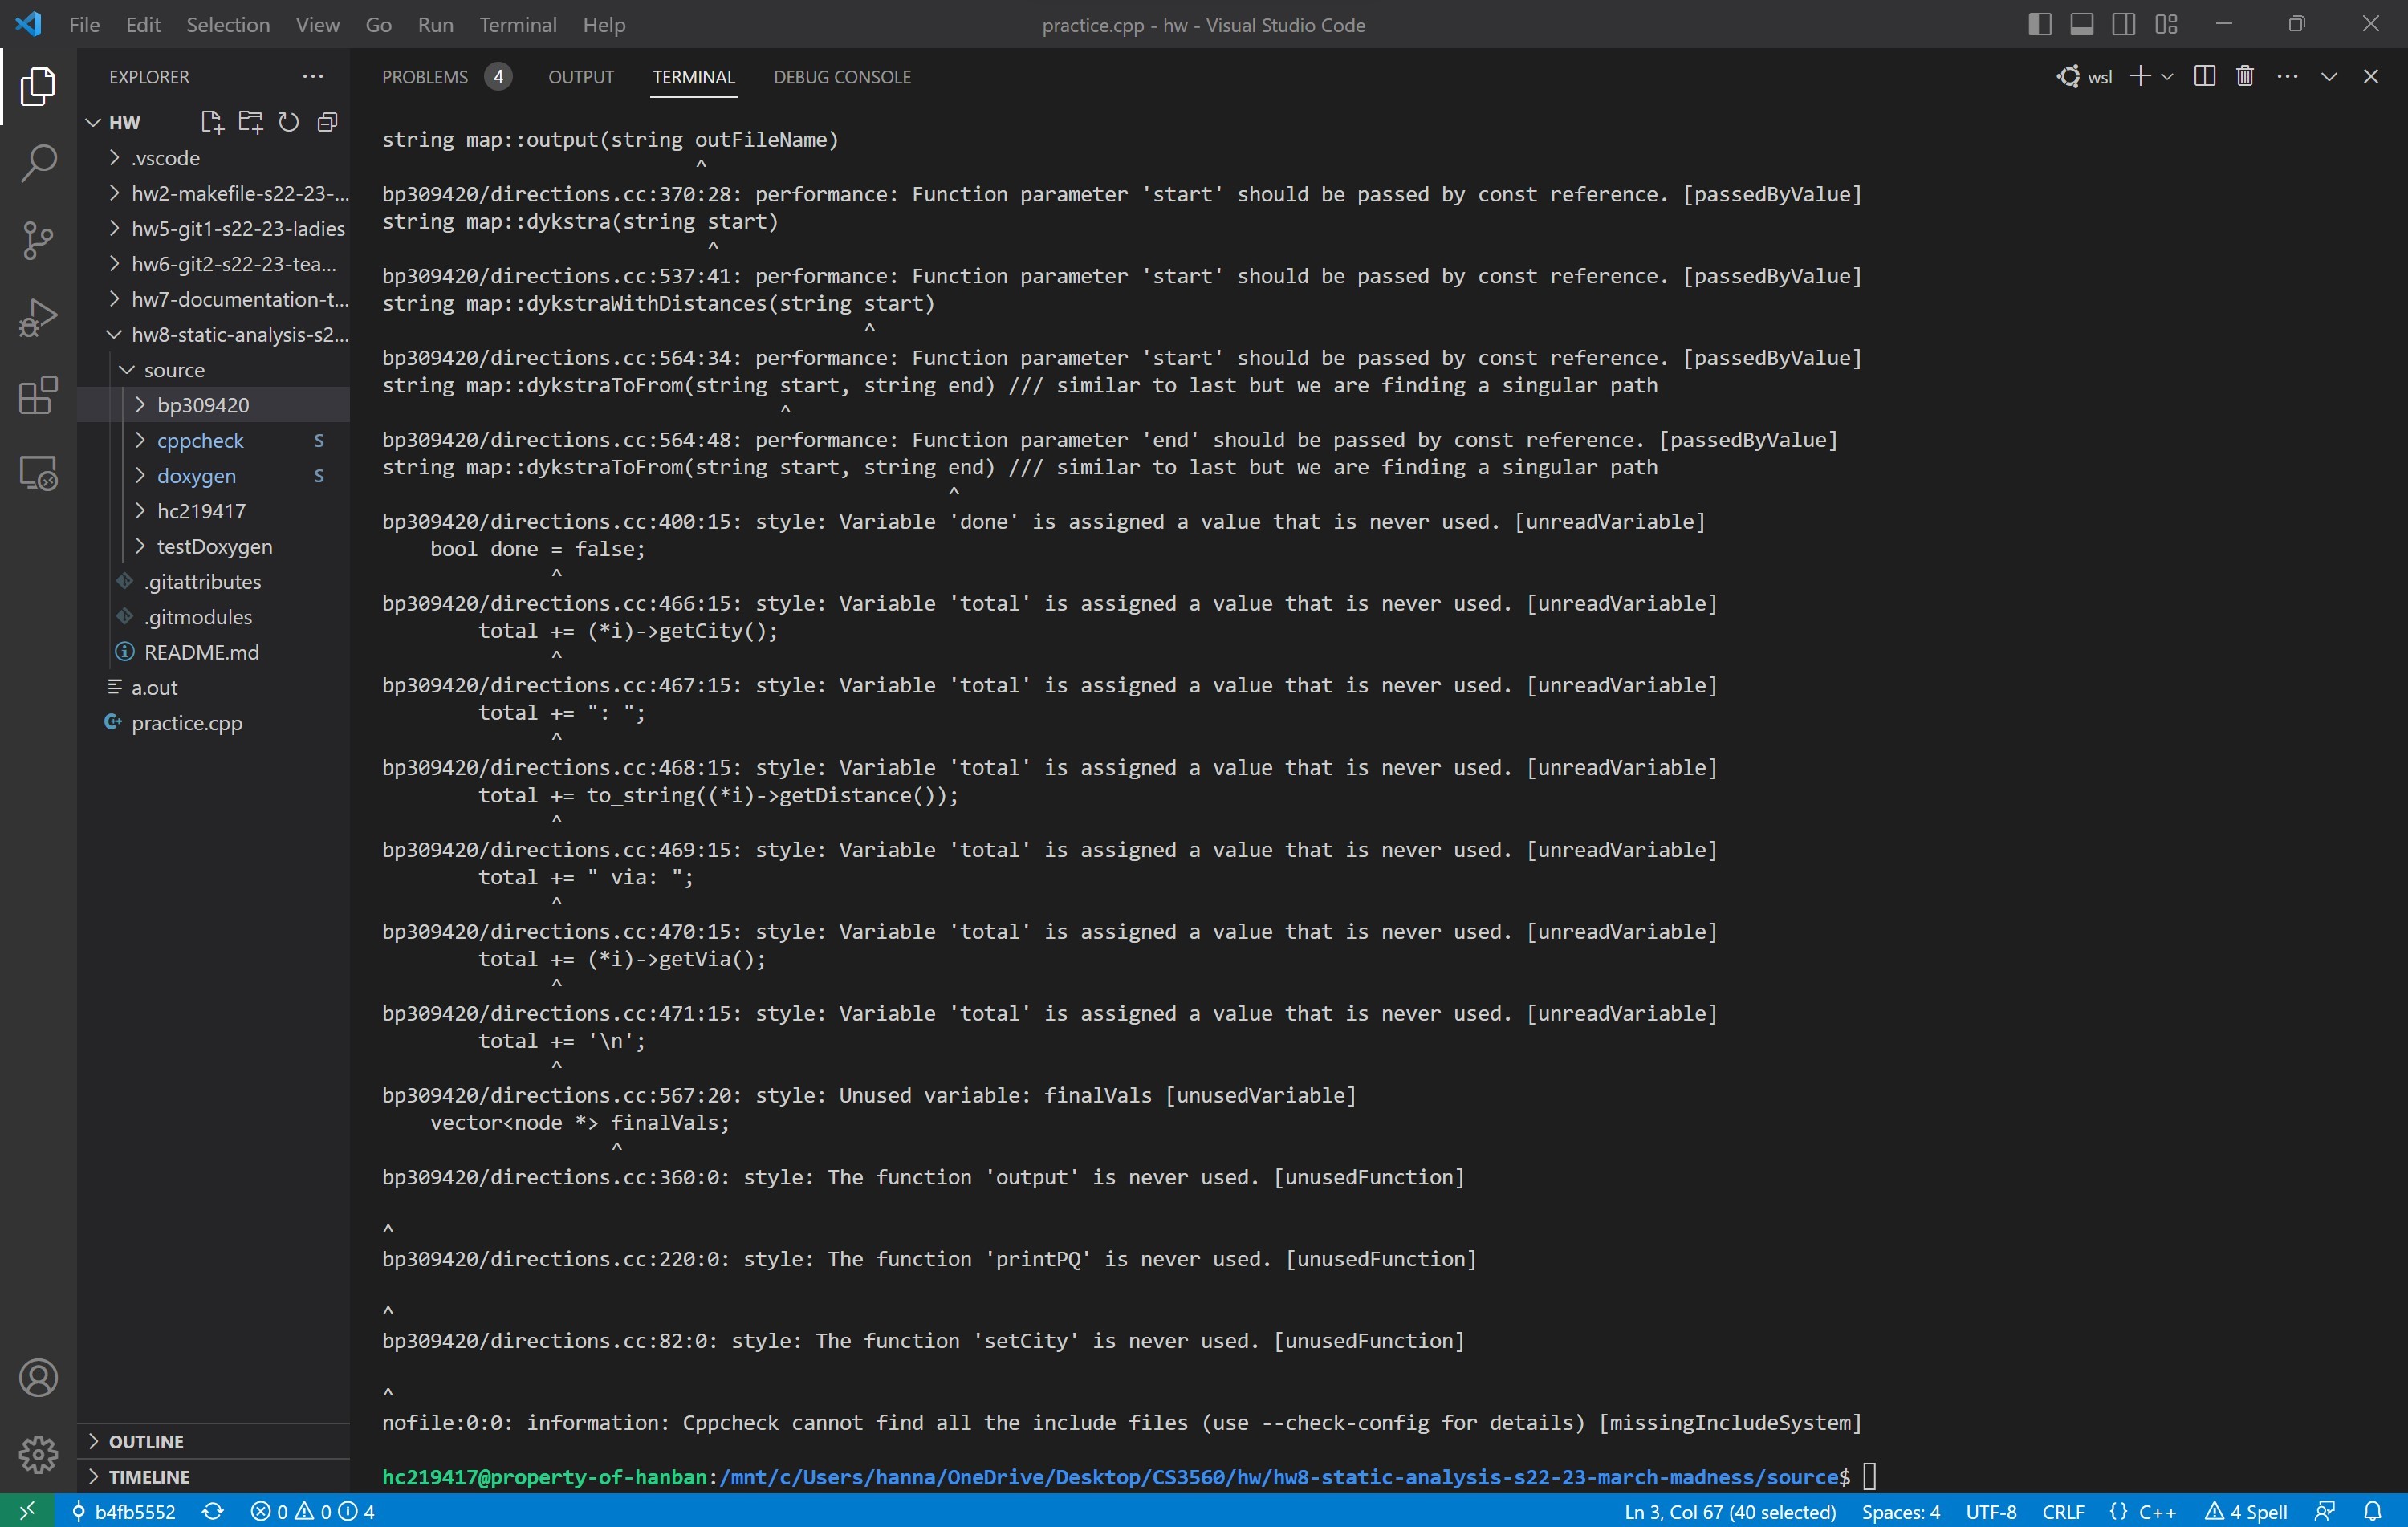 File Edit Selection View Go Run Terminal Help
practice.cpp - hw - Visual Studio Code
EXPLORER
HW
.vscode
hw2-makefile-s22-23-...
hw5-git1-s22-23-ladies
hw6-git2-s22-23-tea...
hw7-documentation-t...
hw8-static-analysis-s2...
source
bp309420
cppcheck S
doxygen S
hc219417
testDoxygen
.gitattributes
.gitmodules
README.md
a.out
practice.cpp
OUTLINE
TIMELINE
PROBLEMS 4 OUTPUT TERMINAL DEBUG CONSOLE
wsl
string map::output(string outFileName)
^
bp309420/directions.cc:370:28: performance: Function parameter 'start' should be passed by const reference. [passedByValue]
string map::dykstra(string start)
^
bp309420/directions.cc:537:41: performance: Function parameter 'start' should be passed by const reference. [passedByValue]
string map::dykstraWithDistances(string start)
^
bp309420/directions.cc:564:34: performance: Function parameter 'start' should be passed by const reference. [passedByValue]
string map::dykstraToFrom(string start, string end) /// similar to last but we are finding a singular path
^
bp309420/directions.cc:564:48: performance: Function parameter 'end' should be passed by const reference. [passedByValue]
string map::dykstraToFrom(string start, string end) /// similar to last but we are finding a singular path
^
bp309420/directions.cc:400:15: style: Variable 'done' is assigned a value that is never used. [unreadVariable]
bool done = false;
^
bp309420/directions.cc:466:15: style: Variable 'total' is assigned a value that is never used. [unreadVariable]
total += (*i)->getCity();
^
bp309420/directions.cc:467:15: style: Variable 'total' is assigned a value that is never used. [unreadVariable]
total += ": ";
^
bp309420/directions.cc:468:15: style: Variable 'total' is assigned a value that is never used. [unreadVariable]
total += to_string((*i)->getDistance());
^
bp309420/directions.cc:469:15: style: Variable 'total' is assigned a value that is never used. [unreadVariable]
total += " via: ";
^
bp309420/directions.cc:470:15: style: Variable 'total' is assigned a value that is never used. [unreadVariable]
total += (*i)->getVia();
^
bp309420/directions.cc:471:15: style: Variable 'total' is assigned a value that is never used. [unreadVariable]
total += '\n';
^
bp309420/directions.cc:567:20: style: Unused variable: finalVals [unusedVariable]
vector<node *> finalVals;
^
bp309420/directions.cc:360:0: style: The function 'output' is never used. [unusedFunction]
^
bp309420/directions.cc:220:0: style: The function 'printPQ' is never used. [unusedFunction]
^
bp309420/directions.cc:82:0: style: The function 'setCity' is never used. [unusedFunction]
^
nofile:0:0: information: Cppcheck cannot find all the include files (use --check-config for details) [missingIncludeSystem]
hc219417@property-of-hanban:/mnt/c/Users/hanna/OneDrive/Desktop/CS3560/hw/hw8-static-analysis-s22-23-march-madness/source$
b4fb5552 0 0 4
Ln 3, Col 67 (40 selected) Spaces: 4 UTF-8 CRLF {} C++ 4 Spell